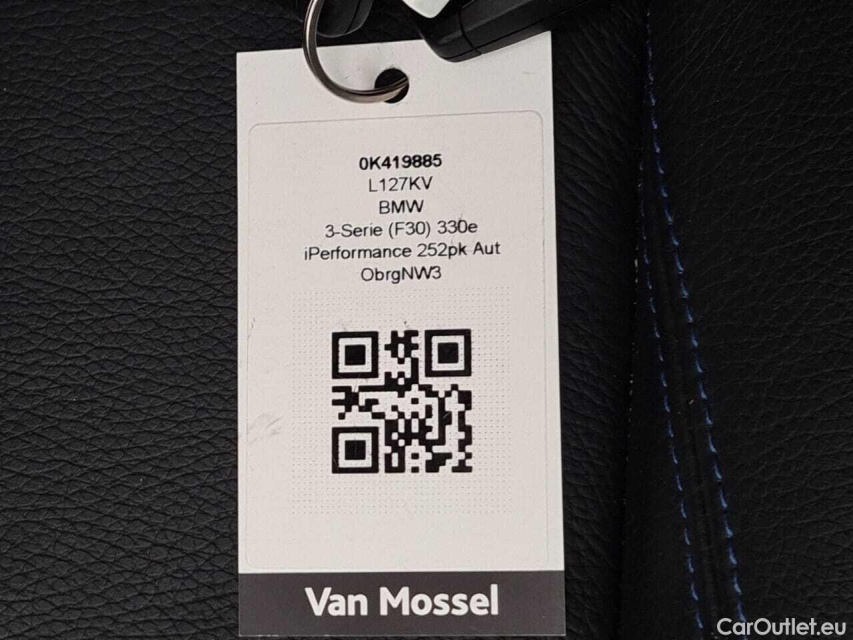 0K419885
L127KV
BMW
3-Serie (F30) 330e
iPerformance 252pk Aut
ObrgNW3
Van Mossel
CarOutlet.eu